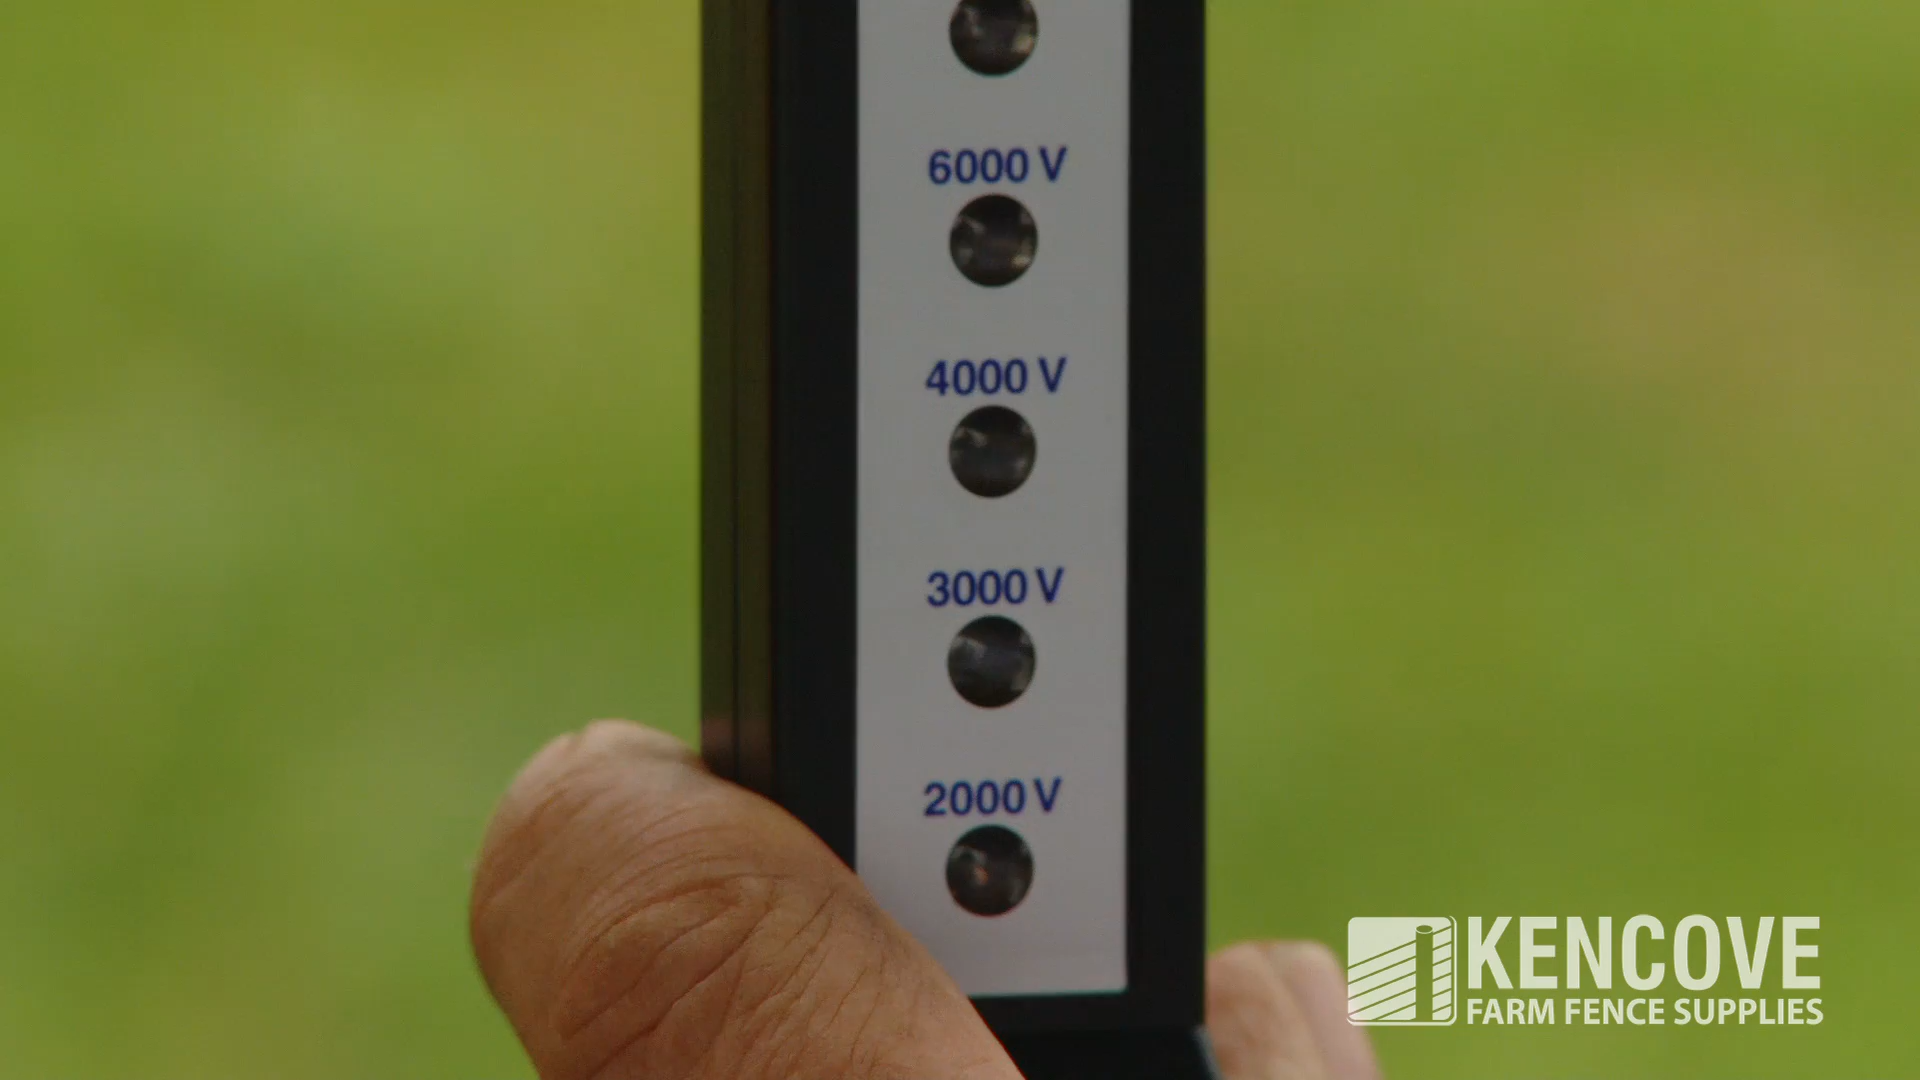 6000 V
4000 V
3000 V
2000 V
KENCOVE
FARM FENCE SUPPLIES